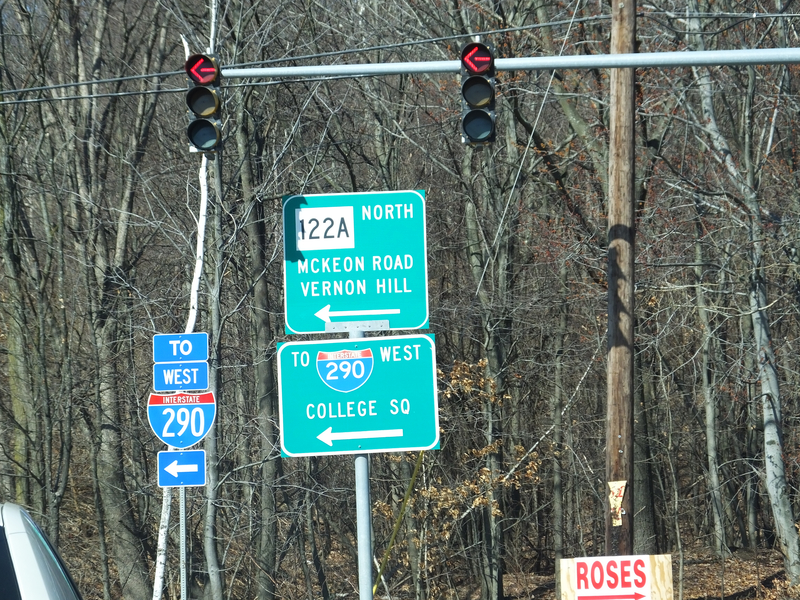 122A NORTH
MCKEON ROAD
VERNON HILL
TO INTERSTATE 290 WEST
COLLEGE SQ
TO
WEST
INTERSTATE
290
ROSES